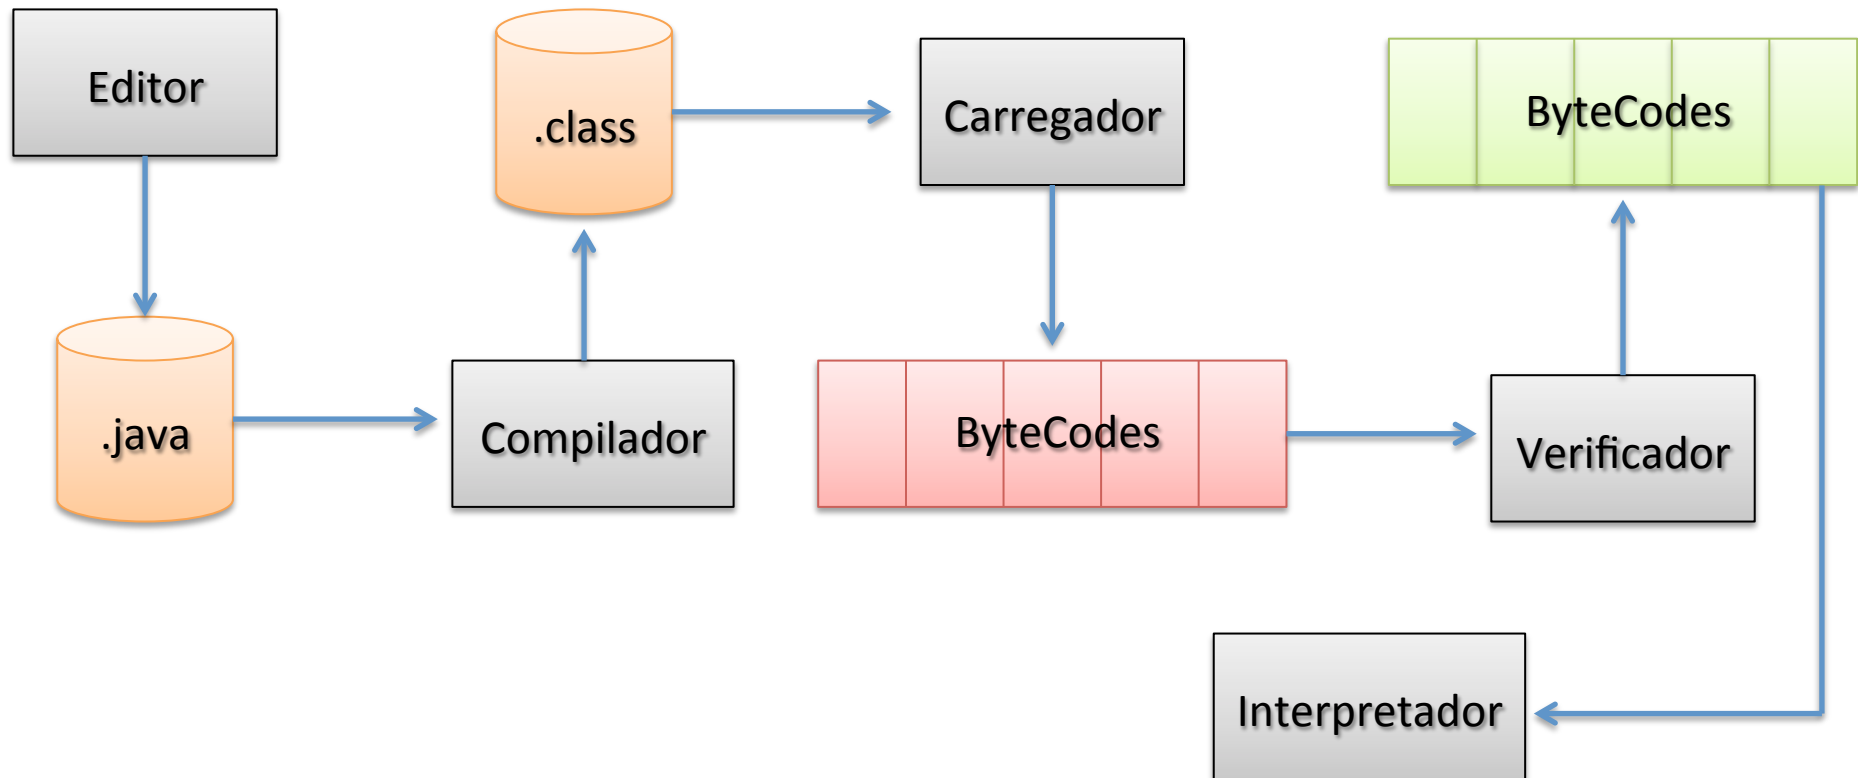 Editor
.java
Compilador
.class
Carregador
ByteCodes
Verificador
ByteCodes
Interpretador